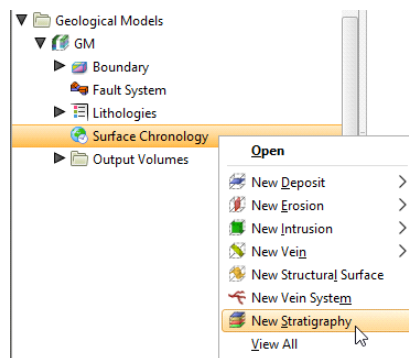 Geological Models
GM
Boundary
Fault System
Lithologies
Surface Chronology
Output Volumes
Open
New Deposit
New Erosion
New Intrusion
New Vein
New Structural Surface
New Vein System
New Stratigraphy
View All